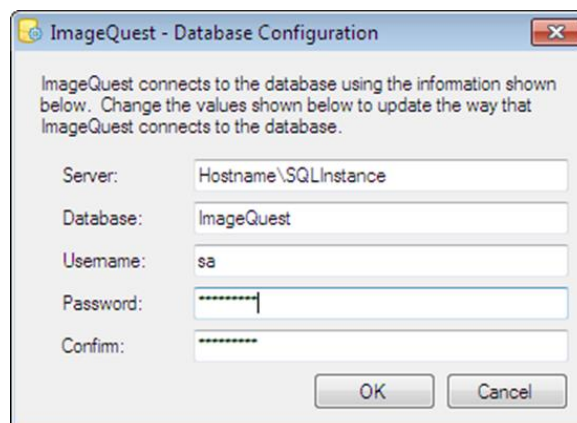 ImageQuest - Database Configuration
ImageQuest connects to the database using the information shown
below. Change the values shown below to update the way that
ImageQuest connects to the database.
Server: Hostname\SQLInstance
Database: ImageQuest
Username: sa
Password: *********
Confirm: *********
OK Cancel